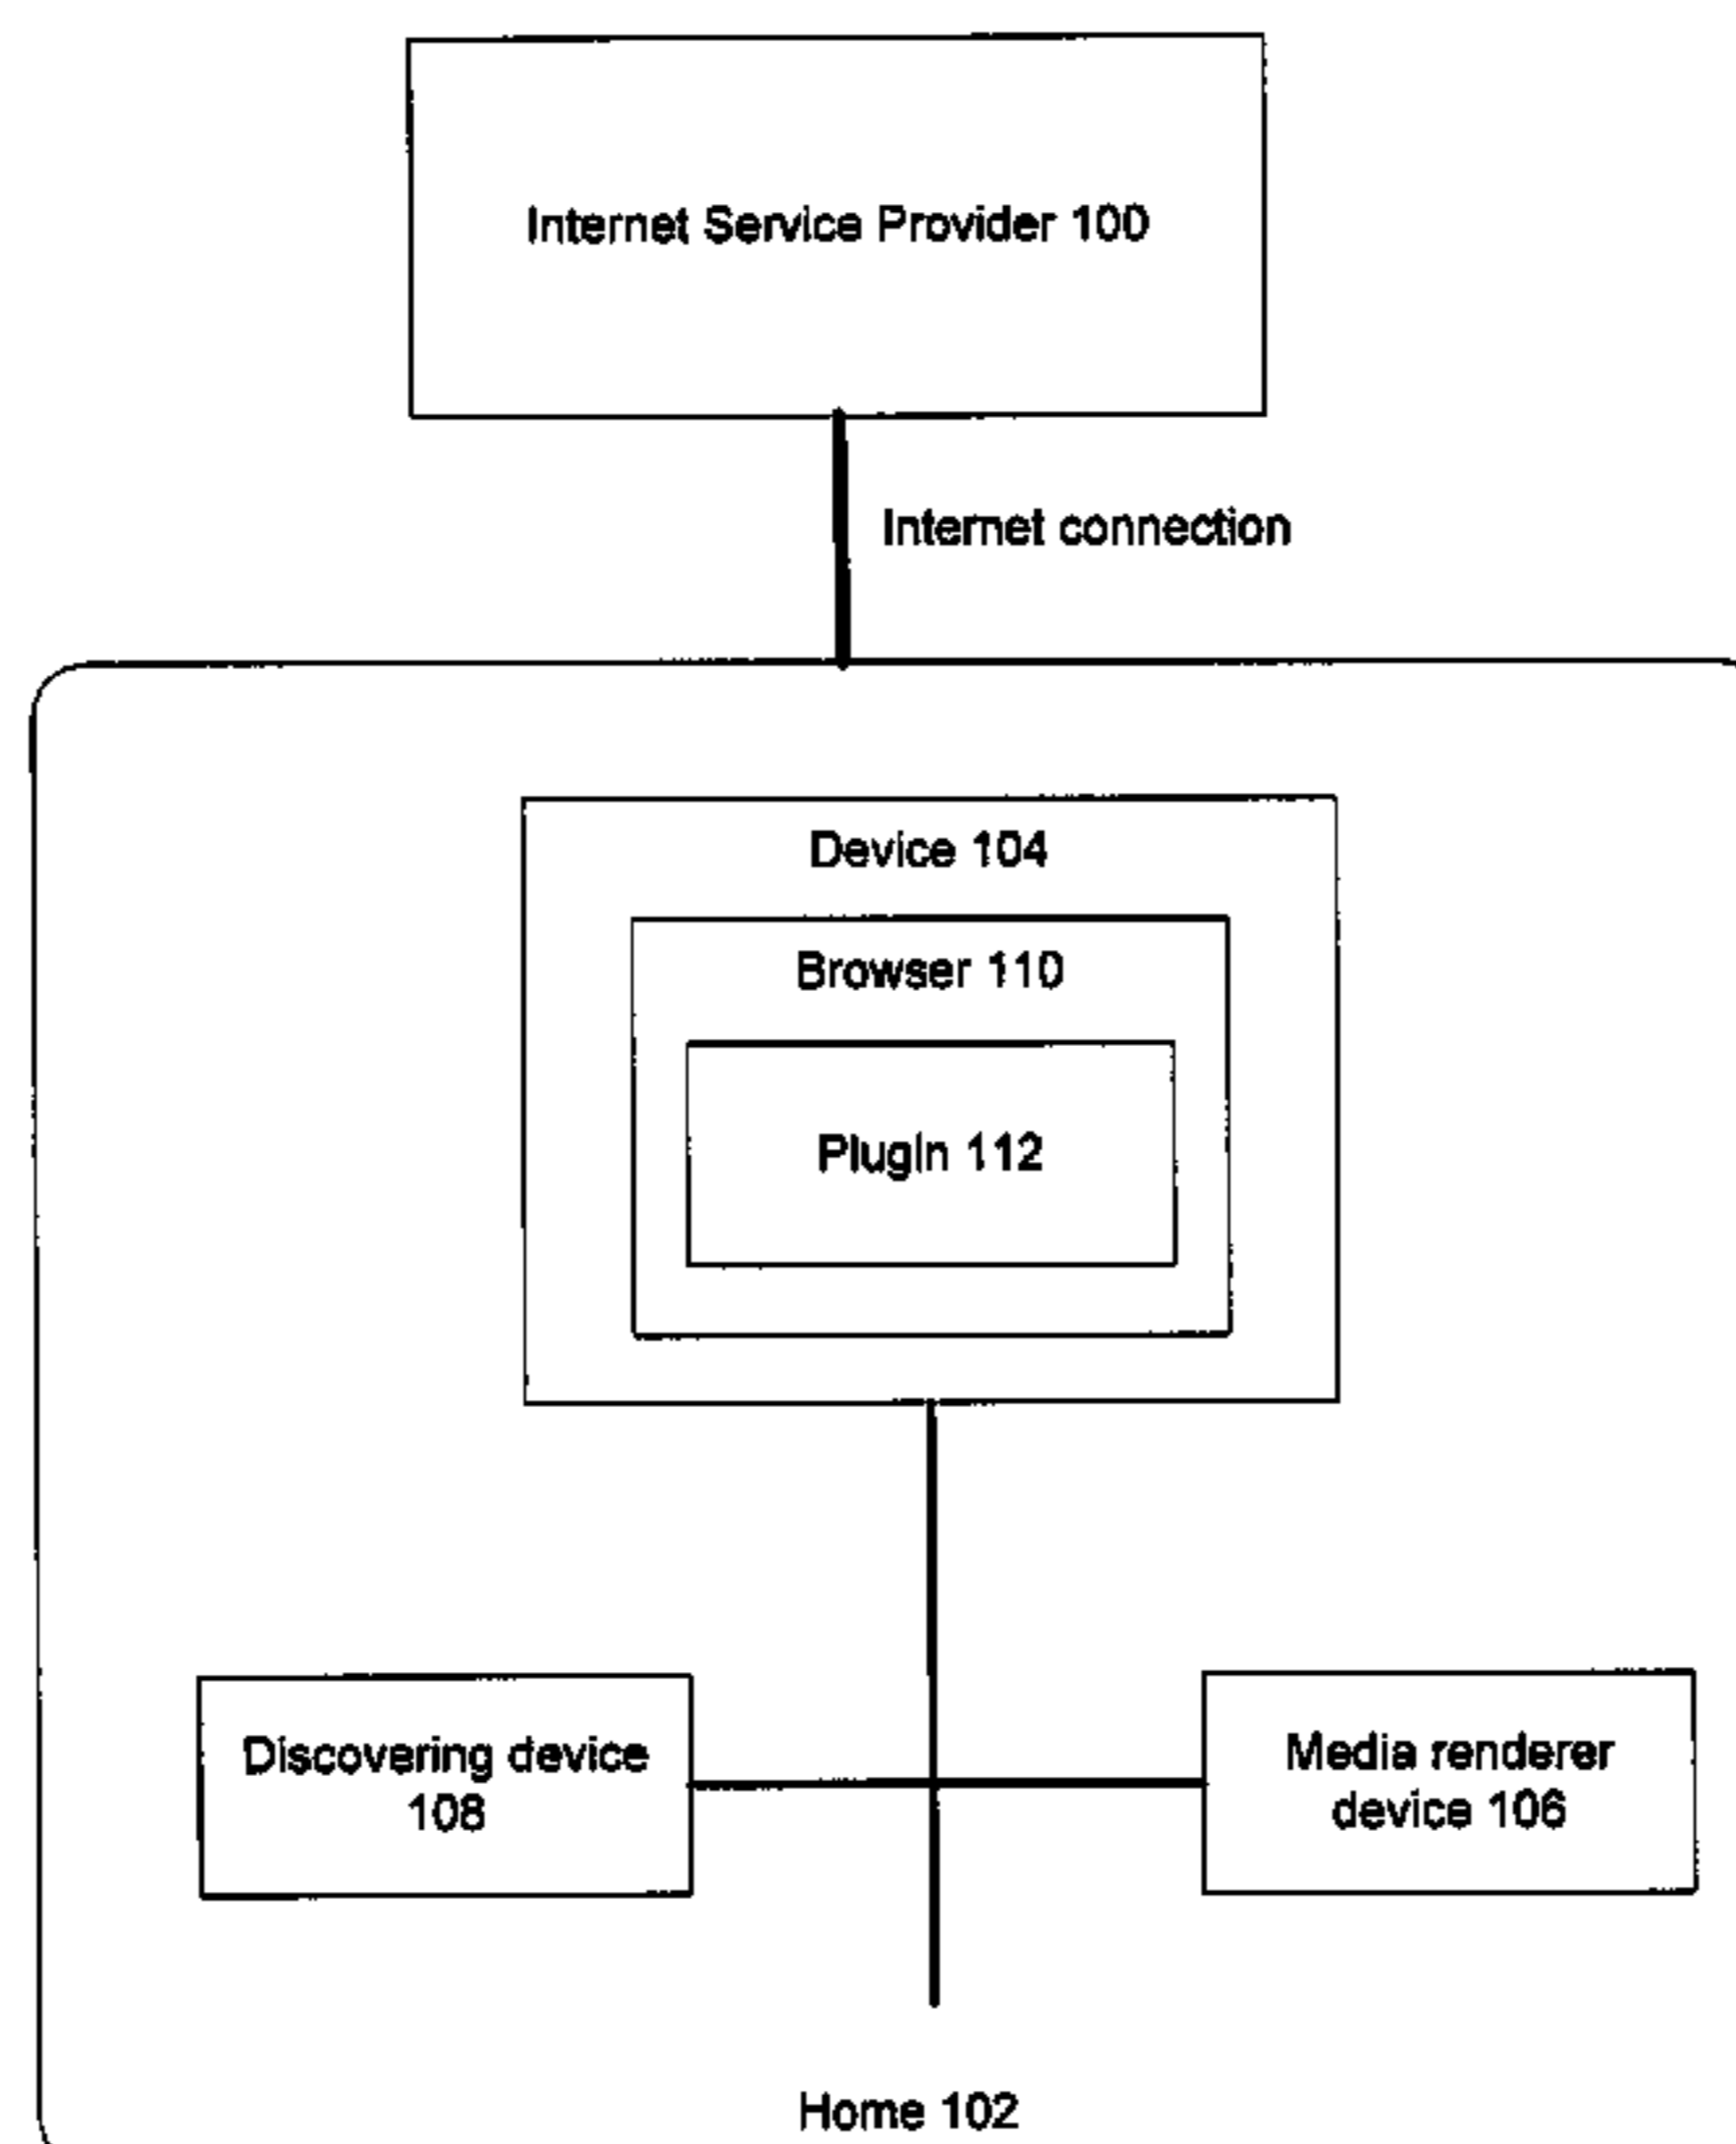 Internet Service Provider 100
Internet connection
Device 104
Browser 110
Plugin 112
Discovering device
108
Media renderer
device 106
Home 102